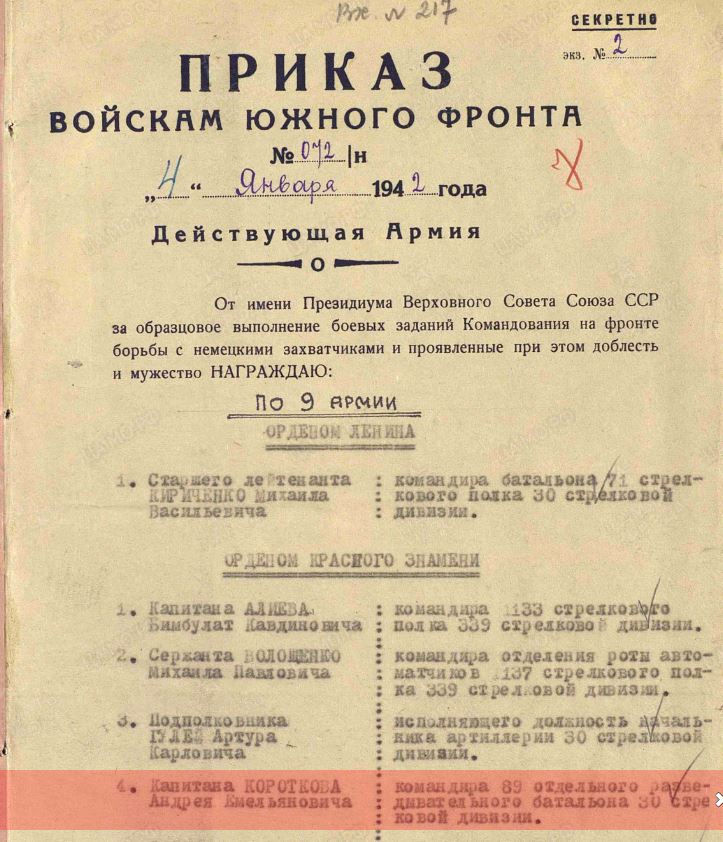 Вх. № 217
СЕКРЕТНО
экз. № 2
ПРИКАЗ
ВОЙСКАМ ЮЖНОГО ФРОНТА
№ 072 |н
„4“ Января 1942 года
Действующая Армия
От имени Президиума Верховного Совета Союза ССР
за образцовое выполнение боевых заданий Командования на фронте
борьбы с немецкими захватчиками и проявленные при этом доблесть
и мужество НАГРАЖДАЮ:
ПО 9 АРМИИ
ОРДЕНОМ ЛЕНИНА
1. Старшего лейтенанта : командира батальона 71 стрел-
КИРИЧЕНКО Михаила : кового полка 30 стрелковой
Васильевича : дивизии.
ОРДЕНОМ КРАСНОГО ЗНАМЕНИ
1. Капитана АЛИЕВА : командира 1133 стрелкового
Бимбулат Кавдиновича : полка 339 стрелковой дивизии.
2. Сержанта ВОЛОЩЕНКО : командира отделения роты авто-
Михаила Павловича : матчиков 1137 стрелкового пол-
: ка 339 стрелковой дивизии.
3. Подполковника : исполняющего должность началь-
ГУЛЕЙ Артура : ника артиллерии 30 стрелковой
Карловича : дивизии.
4. Капитана КОРОТКОВА : командира 89 отдельного разве-
Андрея Емельяновича : дывательного батальона 30 стре
: ковой дивизии.